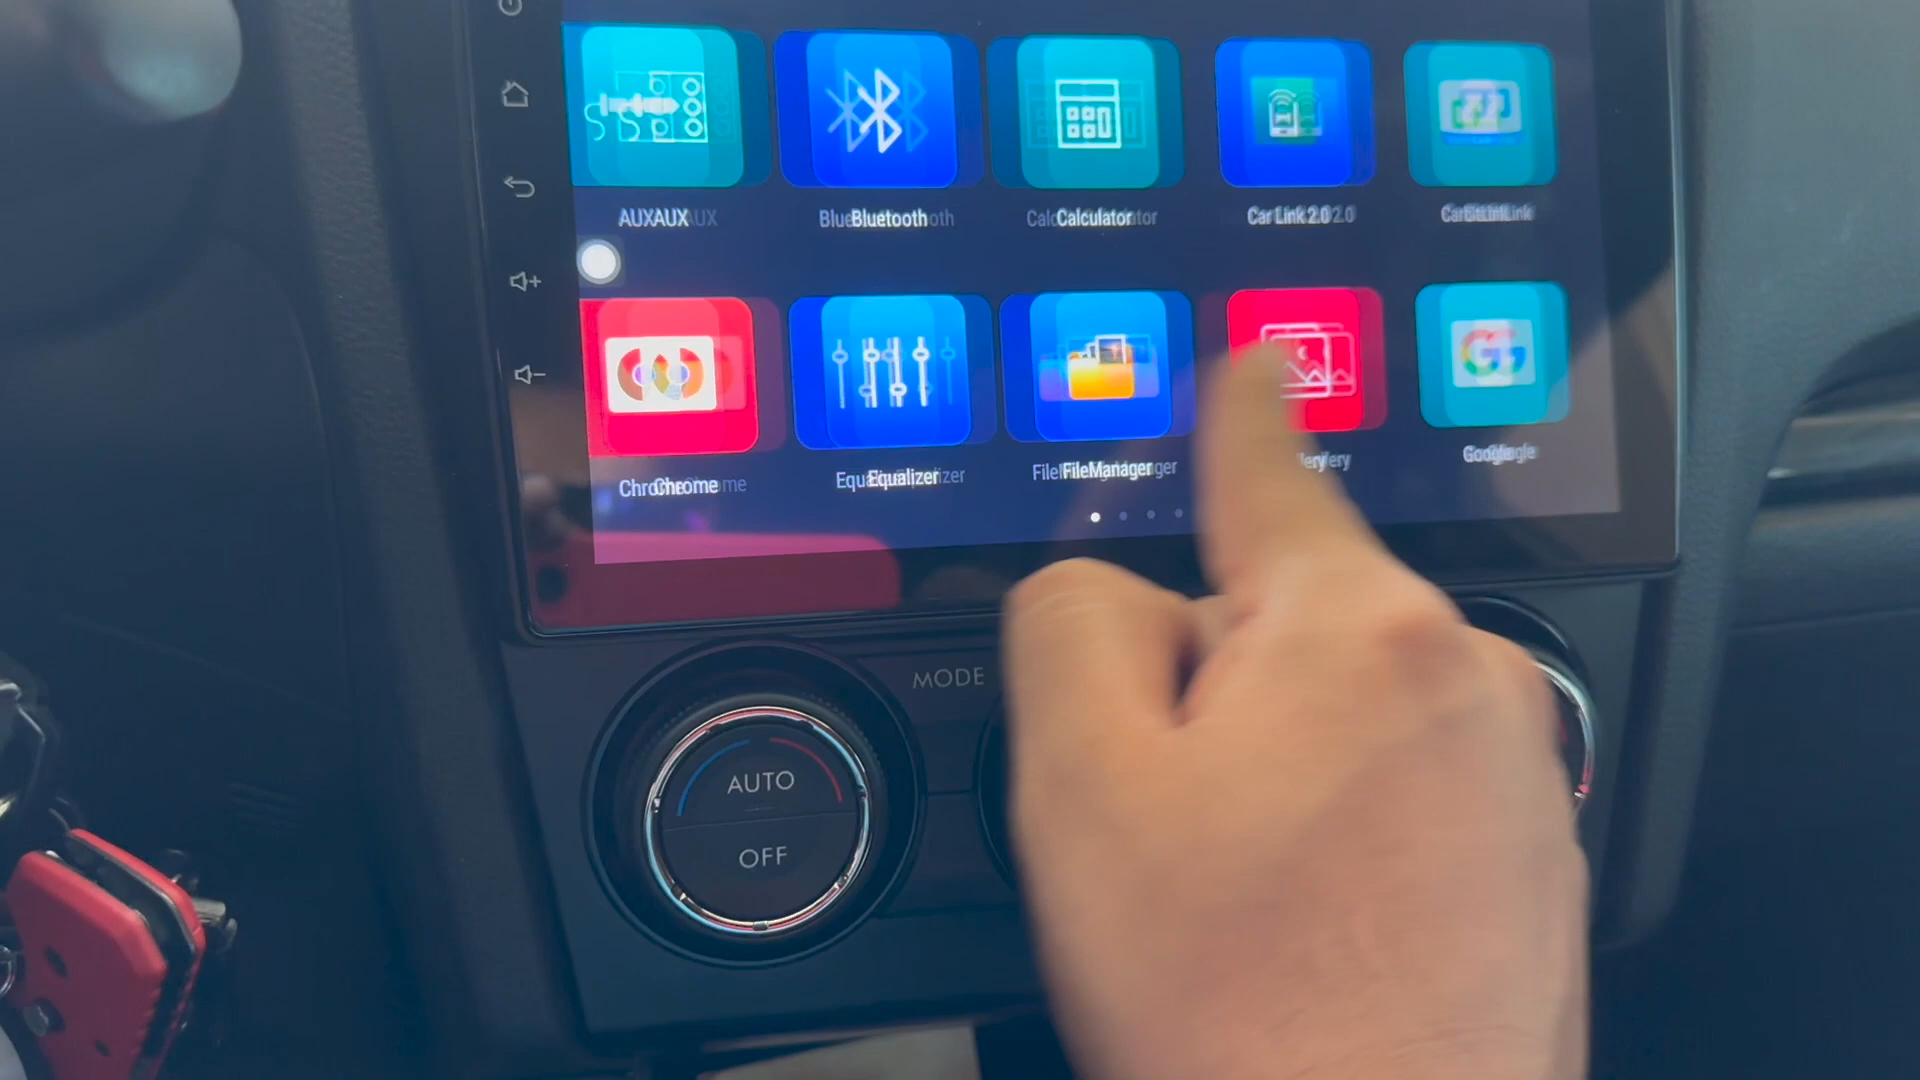 AUX
Bluetooth
Calculator
Car Link 2.0
Chrome
Equalizer
FileManager
Google
MODE
AUTO
OFF